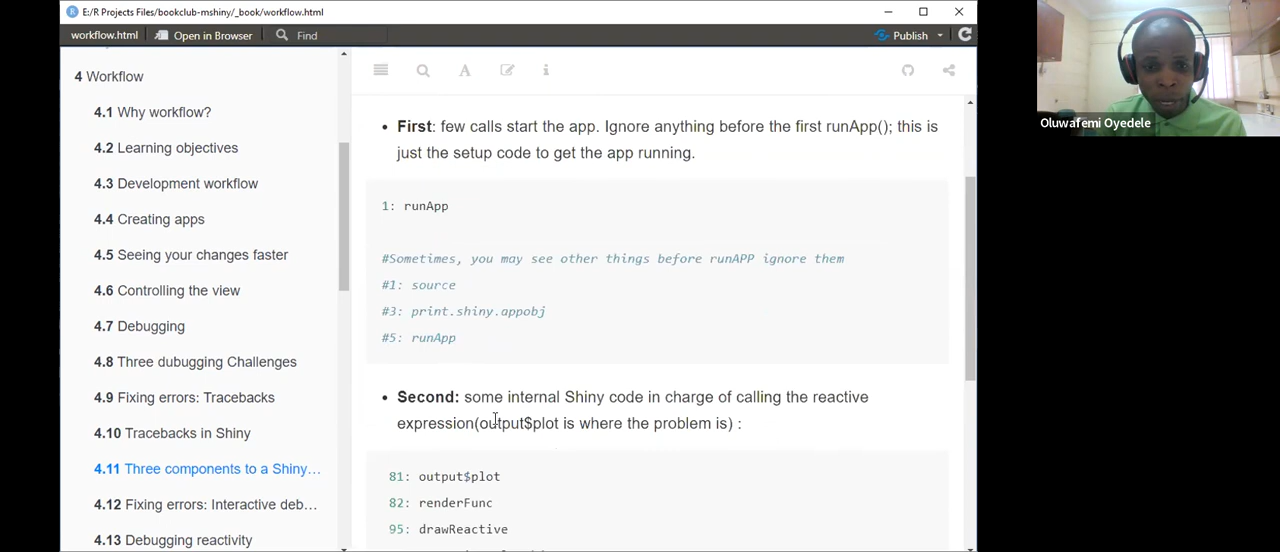 E:/R Projects Files/bookclub-mshiny/_book/workflow.html
workflow.html
Open in Browser
Find
Publish
4 Workflow
4.1 Why workflow?
4.2 Learning objectives
4.3 Development workflow
4.4 Creating apps
4.5 Seeing your changes faster
4.6 Controlling the view
4.7 Debugging
4.8 Three dubugging Challenges
4.9 Fixing errors: Tracebacks
4.10 Tracebacks in Shiny
4.11 Three components to a Shiny…
4.12 Fixing errors: Interactive deb…
4.13 Debugging reactivity
A
i
• First: few calls start the app. Ignore anything before the first runApp(); this is
just the setup code to get the app running.
1: runApp
#Sometimes, you may see other things before runAPP ignore them
#1: source
#3: print.shiny.appobj
#5: runApp
• Second: some internal Shiny code in charge of calling the reactive
expression(output$plot is where the problem is) :
81: output$plot
82: renderFunc
95: drawReactive
Oluwafemi Oyedele